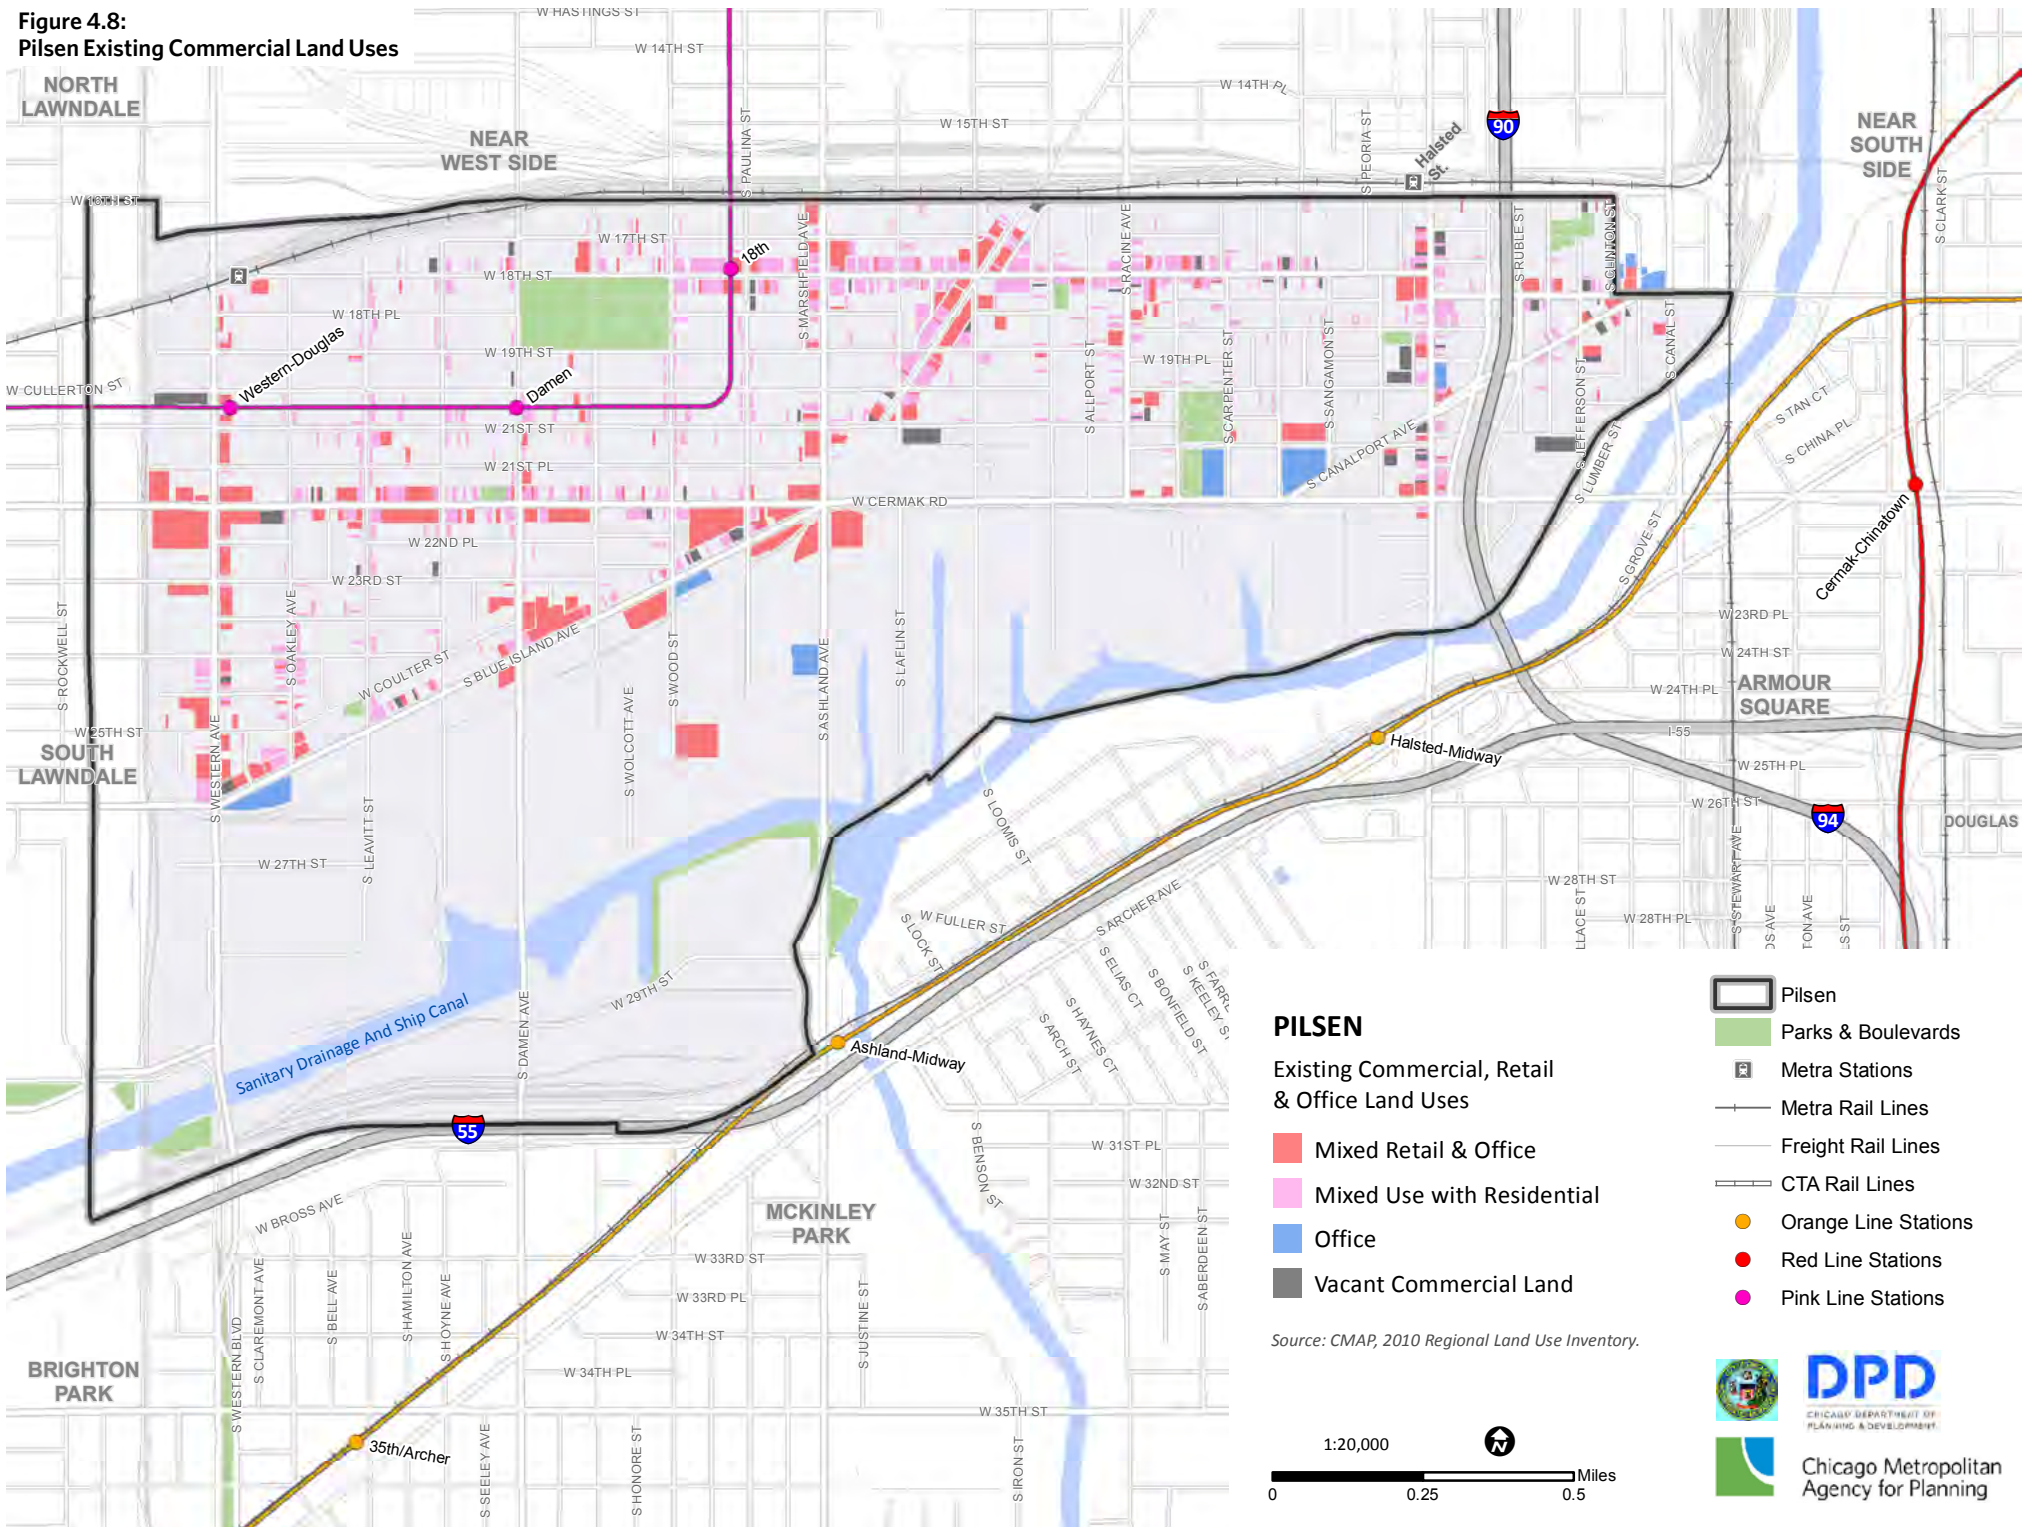 Figure 4.8:
Pilsen Existing Commercial Land Uses
W HASTINGS ST
W 14TH ST
NORTH
LAWNDALE
W 14TH PL
90
NEAR
WEST SIDE
W 15TH ST
S PAULINA ST
S PEORIA ST
Halsted
St.
NEAR
SOUTH
SIDE
S CLARK ST
W 16TH ST
W 17TH ST
18th
S MARSHFIELD AVE
S RACINE AVE
S RUBLE ST
S CLINTON ST
W 18TH ST
W 18TH PL
Western-Douglas
W 19TH ST
W 19TH PL
S ALLPORT ST
S CARPENTER ST
S SANGAMON ST
S JEFFERSON ST
S CANAL ST
W CULLERTON ST
Damen
W 21ST ST
S CANALPORT AVE
S LUMBER ST
S TAN CT
S CHINA PL
W 21ST PL
W CERMAK RD
Cermak-Chinatown
W 22ND PL
S GROVE ST
W 23RD ST
S OAKLEY AVE
S ROCKWELL ST
W COULTER ST
S BLUE ISLAND AVE
S WOOD ST
S ASHLAND AVE
S LAFLIN ST
W 23RD PL
W 24TH ST
W 24TH PL
ARMOUR
SQUARE
S WOLCOTT AVE
S WESTERN AVE
W 25TH ST
SOUTH
LAWNDALE
I-55
Halsted-Midway
W 25TH PL
W 26TH ST
94
DOUGLAS
S LOOMIS ST
S LEAVITT ST
W 27TH ST
S STEWART AVE
W 28TH ST
W 28TH PL
LLACE ST
DS AVE
TON AVE
LS ST
W FULLER ST
S LOCK ST
S ARCHER AVE
S ELIAS CT
S BONFIELD ST
S KEELEY ST
S FARRE
S HAYNES CT
S ARCH ST
W 29TH ST
Sanitary Drainage And Ship Canal
S DAMEN AVE
Ashland-Midway
55
S BENSON ST
W 31ST PL
W 32ND ST
S MAY ST
S ABERDEEN ST
MCKINLEY
PARK
W BROSS AVE
W 33RD ST
W 33RD PL
W 34TH ST
W 34TH PL
W 35TH ST
S WESTERN BLVD
S CLAREMONT AVE
S BELL AVE
S HAMILTON AVE
S HOYNE AVE
S JUSTINE ST
BRIGHTON
PARK
35th/Archer
S SEELEY AVE
S HONORE ST
S IRON ST
PILSEN
Existing Commercial, Retail
& Office Land Uses
Mixed Retail & Office
Mixed Use with Residential
Office
Vacant Commercial Land
Source: CMAP, 2010 Regional Land Use Inventory.
1:20,000
N
Miles
0 0.25 0.5
Pilsen
Parks & Boulevards
Metra Stations
Metra Rail Lines
Freight Rail Lines
CTA Rail Lines
Orange Line Stations
Red Line Stations
Pink Line Stations
DPD
CHICAGO DEPARTMENT OF
PLANNING & DEVELOPMENT
Chicago Metropolitan
Agency for Planning